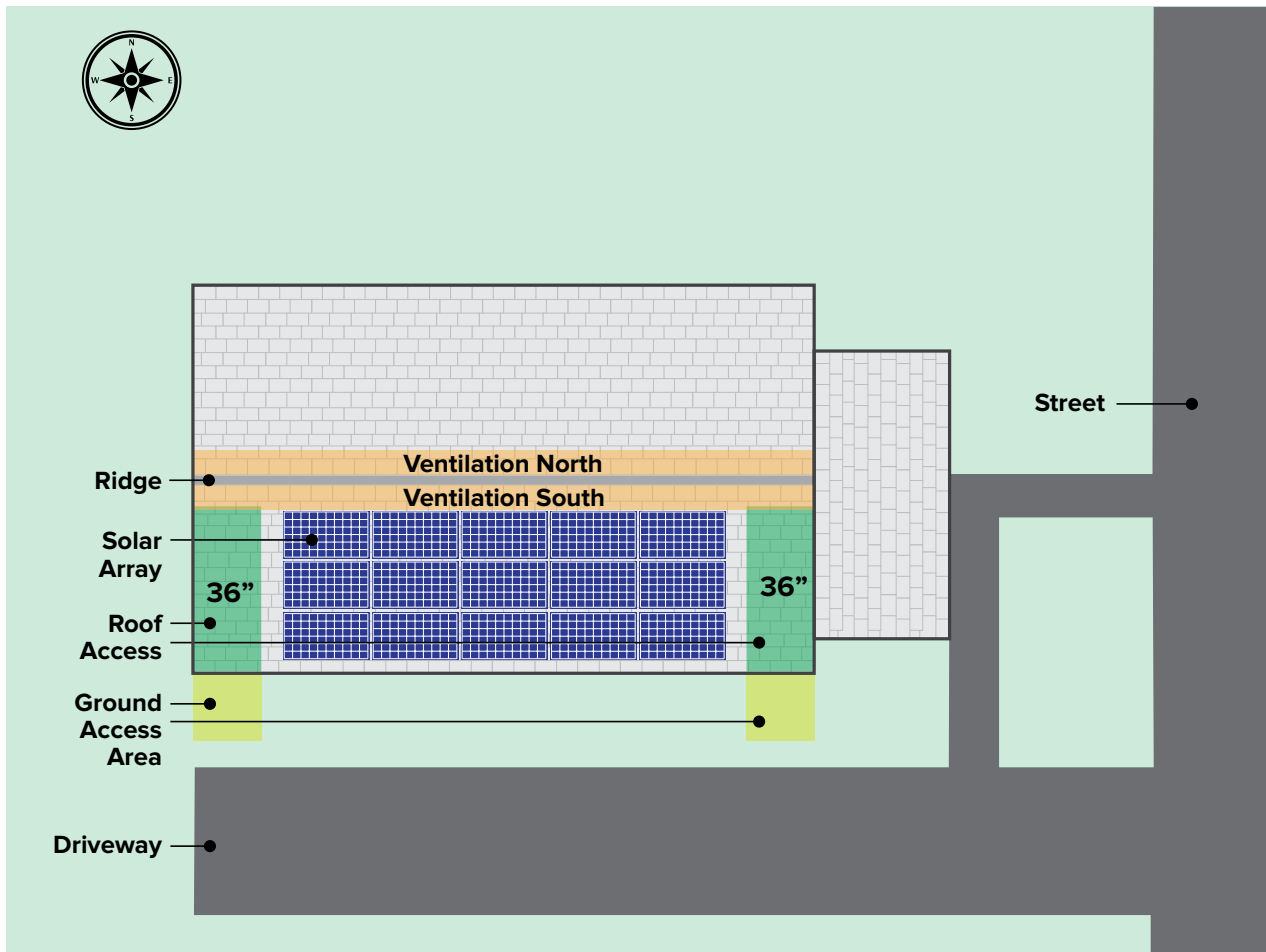 N
W
E
S
Street
Ventilation North
Ridge
Ventilation South
Solar
Array
36”
36”
Roof
Access
Ground
Access
Area
Driveway